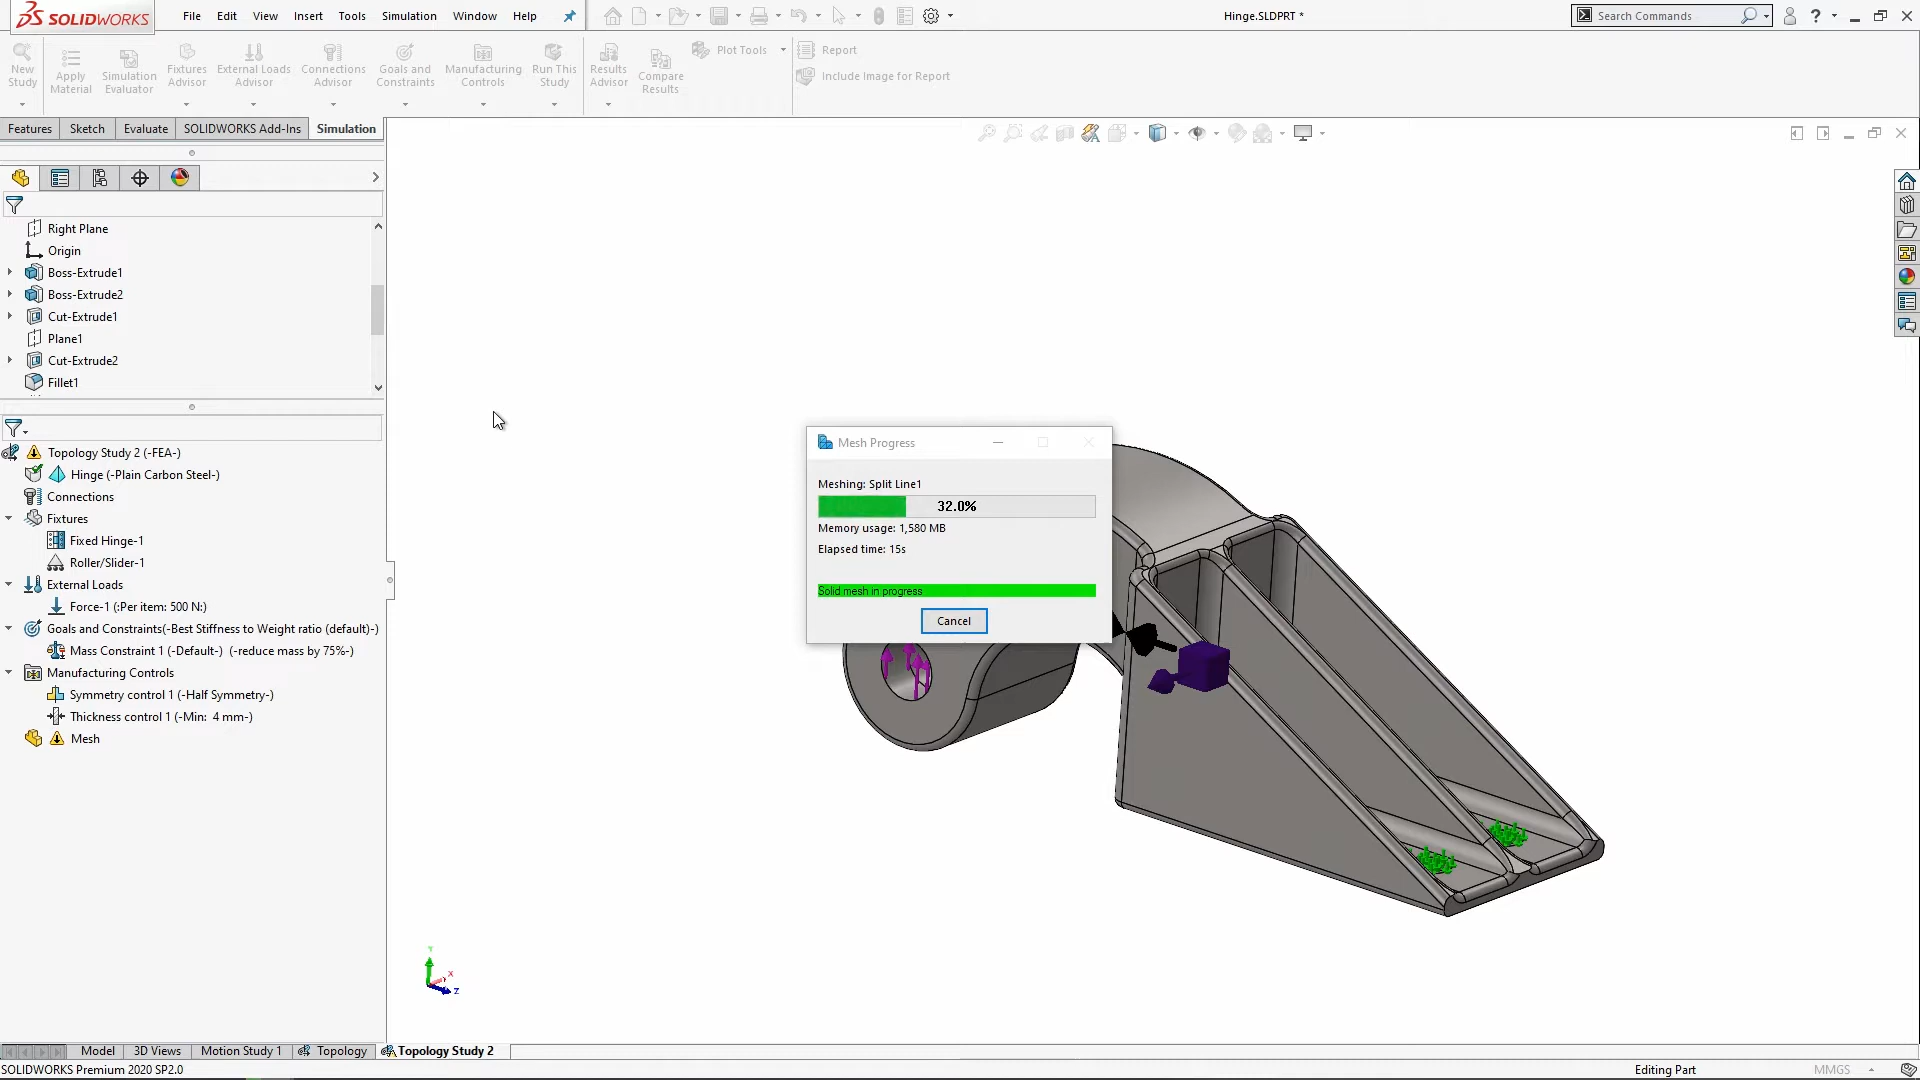 SOLIDWORKS
File Edit View Insert Tools Simulation Window Help
Hinge.SLDPRT *
Search Commands
New Study
Apply Material
Simulation Evaluator
Fixtures Advisor
External Loads Advisor
Connections Advisor
Goals and Constraints
Manufacturing Controls
Run This Study
Results Advisor
Compare Results
Plot Tools
Report
Include Image for Report
Features Sketch Evaluate SOLIDWORKS Add-Ins Simulation
Right Plane
Origin
Boss-Extrude1
Boss-Extrude2
Cut-Extrude1
Plane1
Cut-Extrude2
Fillet1
Topology Study 2 (-FEA-)
Hinge (-Plain Carbon Steel-)
Connections
Fixtures
Fixed Hinge-1
Roller/Slider-1
External Loads
Force-1 (:Per item: 500 N:)
Goals and Constraints(-Best Stiffness to Weight ratio (default)-)
Mass Constraint 1 (-Default-) (-reduce mass by 75%-)
Manufacturing Controls
Symmetry control 1 (-Half Symmetry-)
Thickness control 1 (-Min: 4 mm-)
Mesh
Mesh Progress
Meshing: Split Line1
32.0%
Memory usage: 1,580 MB
Elapsed time: 15s
Solid mesh in progress
Cancel
Y
X
Z
Model 3D Views Motion Study 1 Topology Topology Study 2
SOLIDWORKS Premium 2020 SP2.0
Editing Part
MMGS